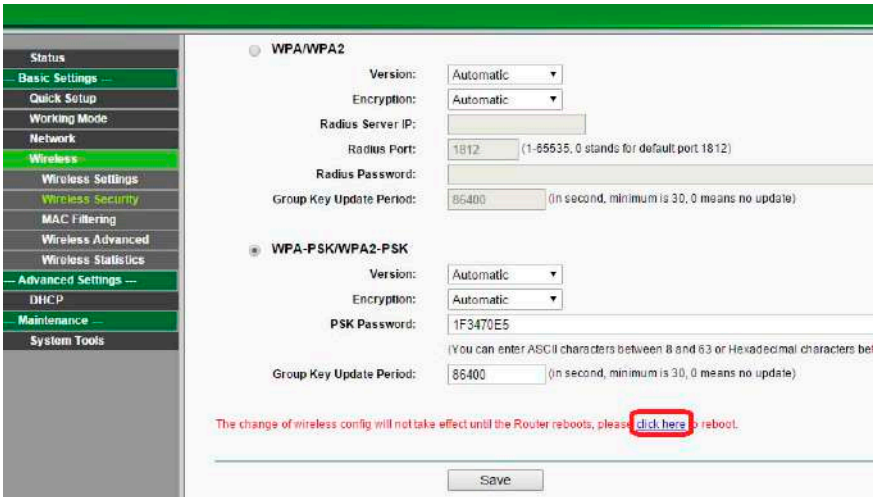 Status
-- Basic Settings --
Quick Setup
Working Mode
Network
Wireless
Wireless Settings
Wireless Security
MAC Filtering
Wireless Advanced
Wireless Statistics
-- Advanced Settings --
DHCP
-- Maintenance --
System Tools
WPA/WPA2
Version: Automatic
Encryption: Automatic
Radius Server IP:
Radius Port: 1812 (1-65535, 0 stands for default port 1812)
Radius Password:
Group Key Update Period: 86400 (in second, minimum is 30, 0 means no update)
WPA-PSK/WPA2-PSK
Version: Automatic
Encryption: Automatic
PSK Password: 1F3470E5
(You can enter ASCII characters between 8 and 63 or Hexadecimal characters
Group Key Update Period: 86400 (in second, minimum is 30, 0 means no update)
The change of wireless config will not take effect until the Router reboots, please click here to reboot.
Save